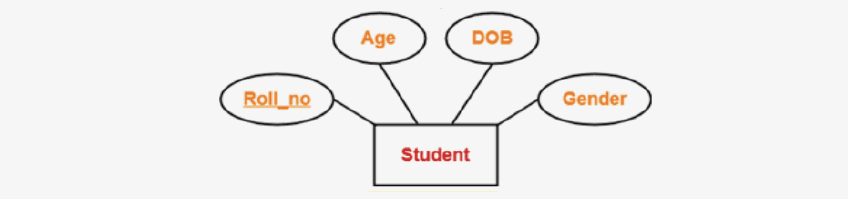 Age
DOB
Roll_no
Gender
Student